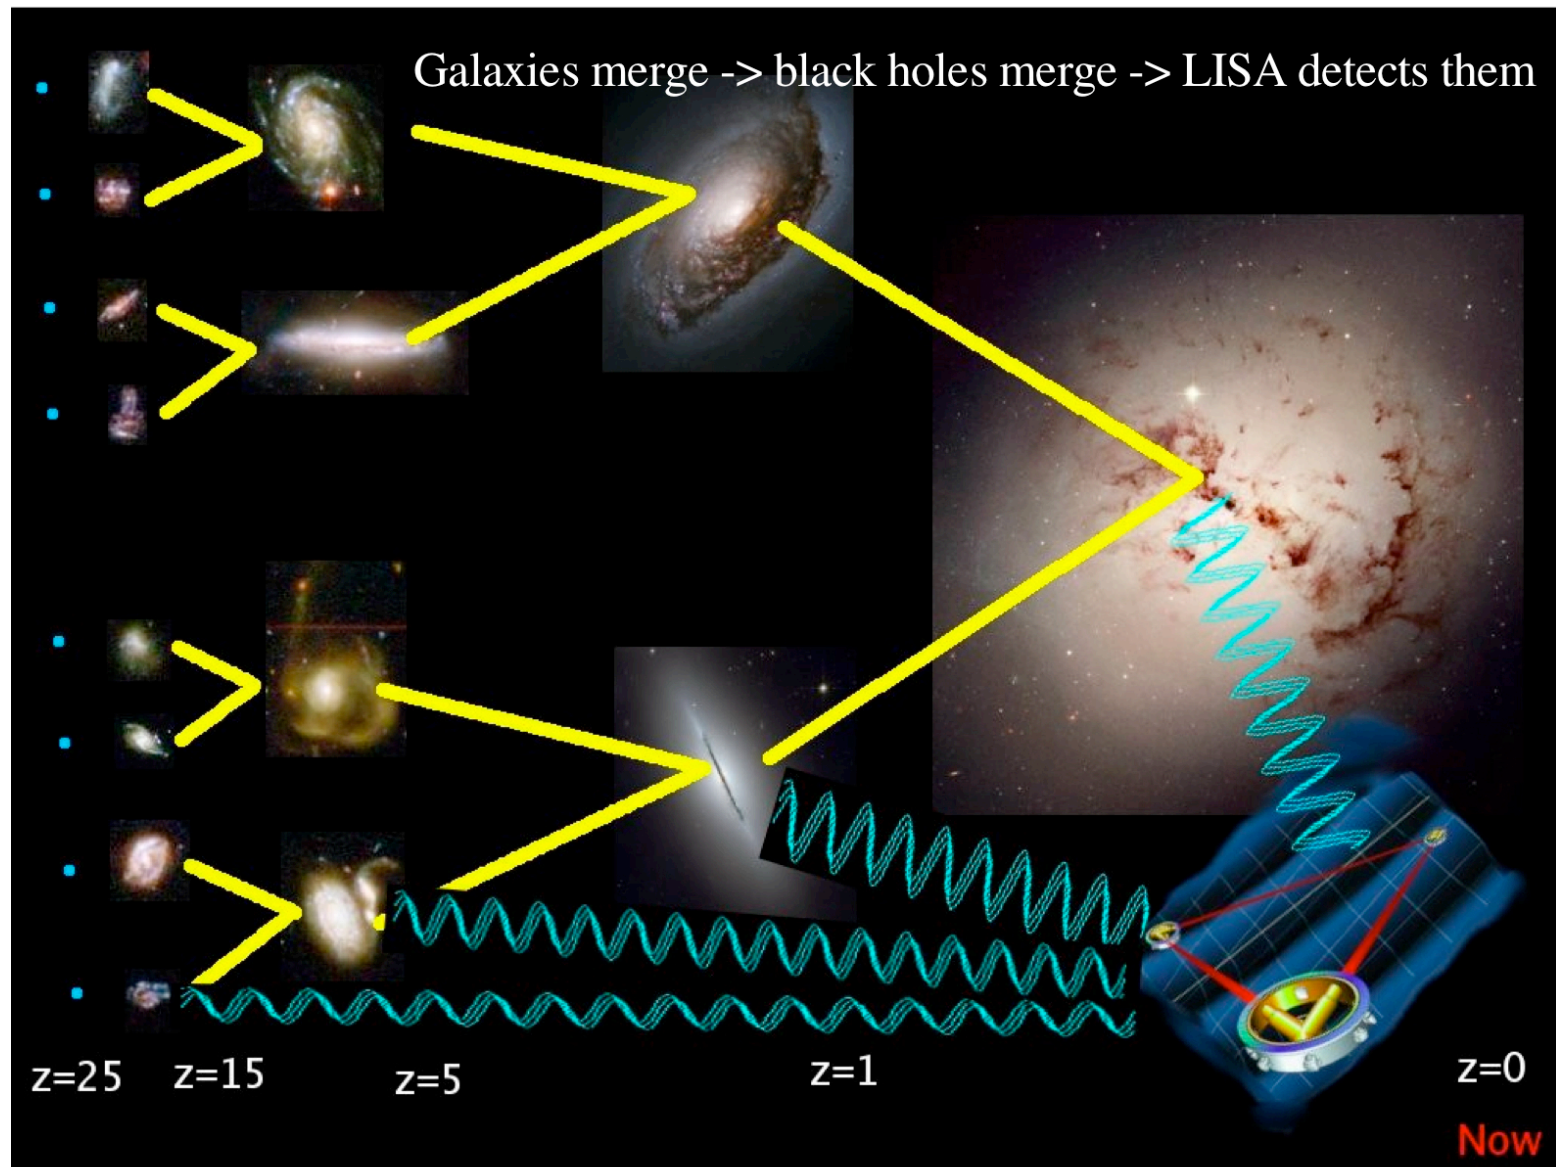 Galaxies merge -> black holes merge -> LISA detects them
z=25 z=15 z=5 z=1 z=0
Now